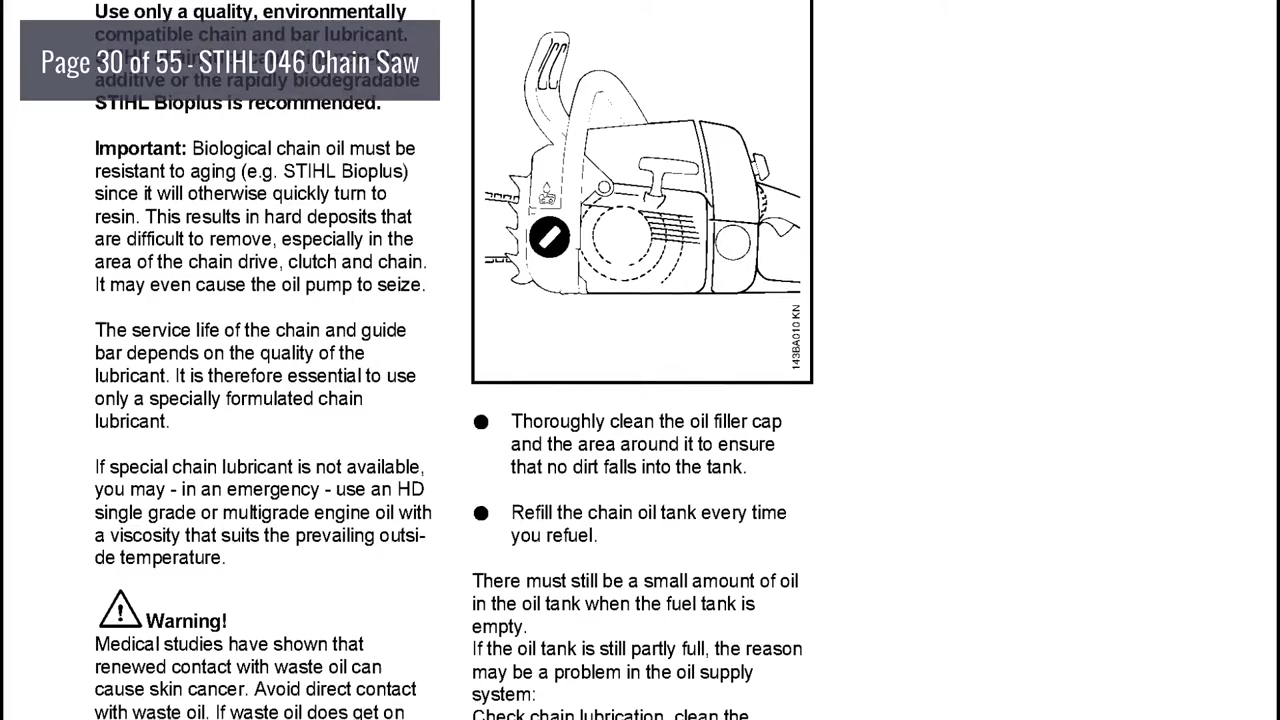 Use only a quality, environmentally
compatible chain and bar lubricant.
Page 30 of 55 - STIHL 046 Chain Saw
additive or the rapidly biodegradable
STIHL Bioplus is recommended.
Important: Biological chain oil must be
resistant to aging (e.g. STIHL Bioplus)
since it will otherwise quickly turn to
resin. This results in hard deposits that
are difficult to remove, especially in the
area of the chain drive, clutch and chain.
It may even cause the oil pump to seize.
The service life of the chain and guide
bar depends on the quality of the
lubricant. It is therefore essential to use
only a specially formulated chain
lubricant.
If special chain lubricant is not available,
you may - in an emergency - use an HD
single grade or multigrade engine oil with
a viscosity that suits the prevailing outsi-
de temperature.
Warning!
Medical studies have shown that
renewed contact with waste oil can
cause skin cancer. Avoid direct contact
with waste oil. If waste oil does get on
143BA010 KN
Thoroughly clean the oil filler cap
and the area around it to ensure
that no dirt falls into the tank.
Refill the chain oil tank every time
you refuel.
There must still be a small amount of oil
in the oil tank when the fuel tank is
empty.
If the oil tank is still partly full, the reason
may be a problem in the oil supply
system:
Check chain lubrication, clean the